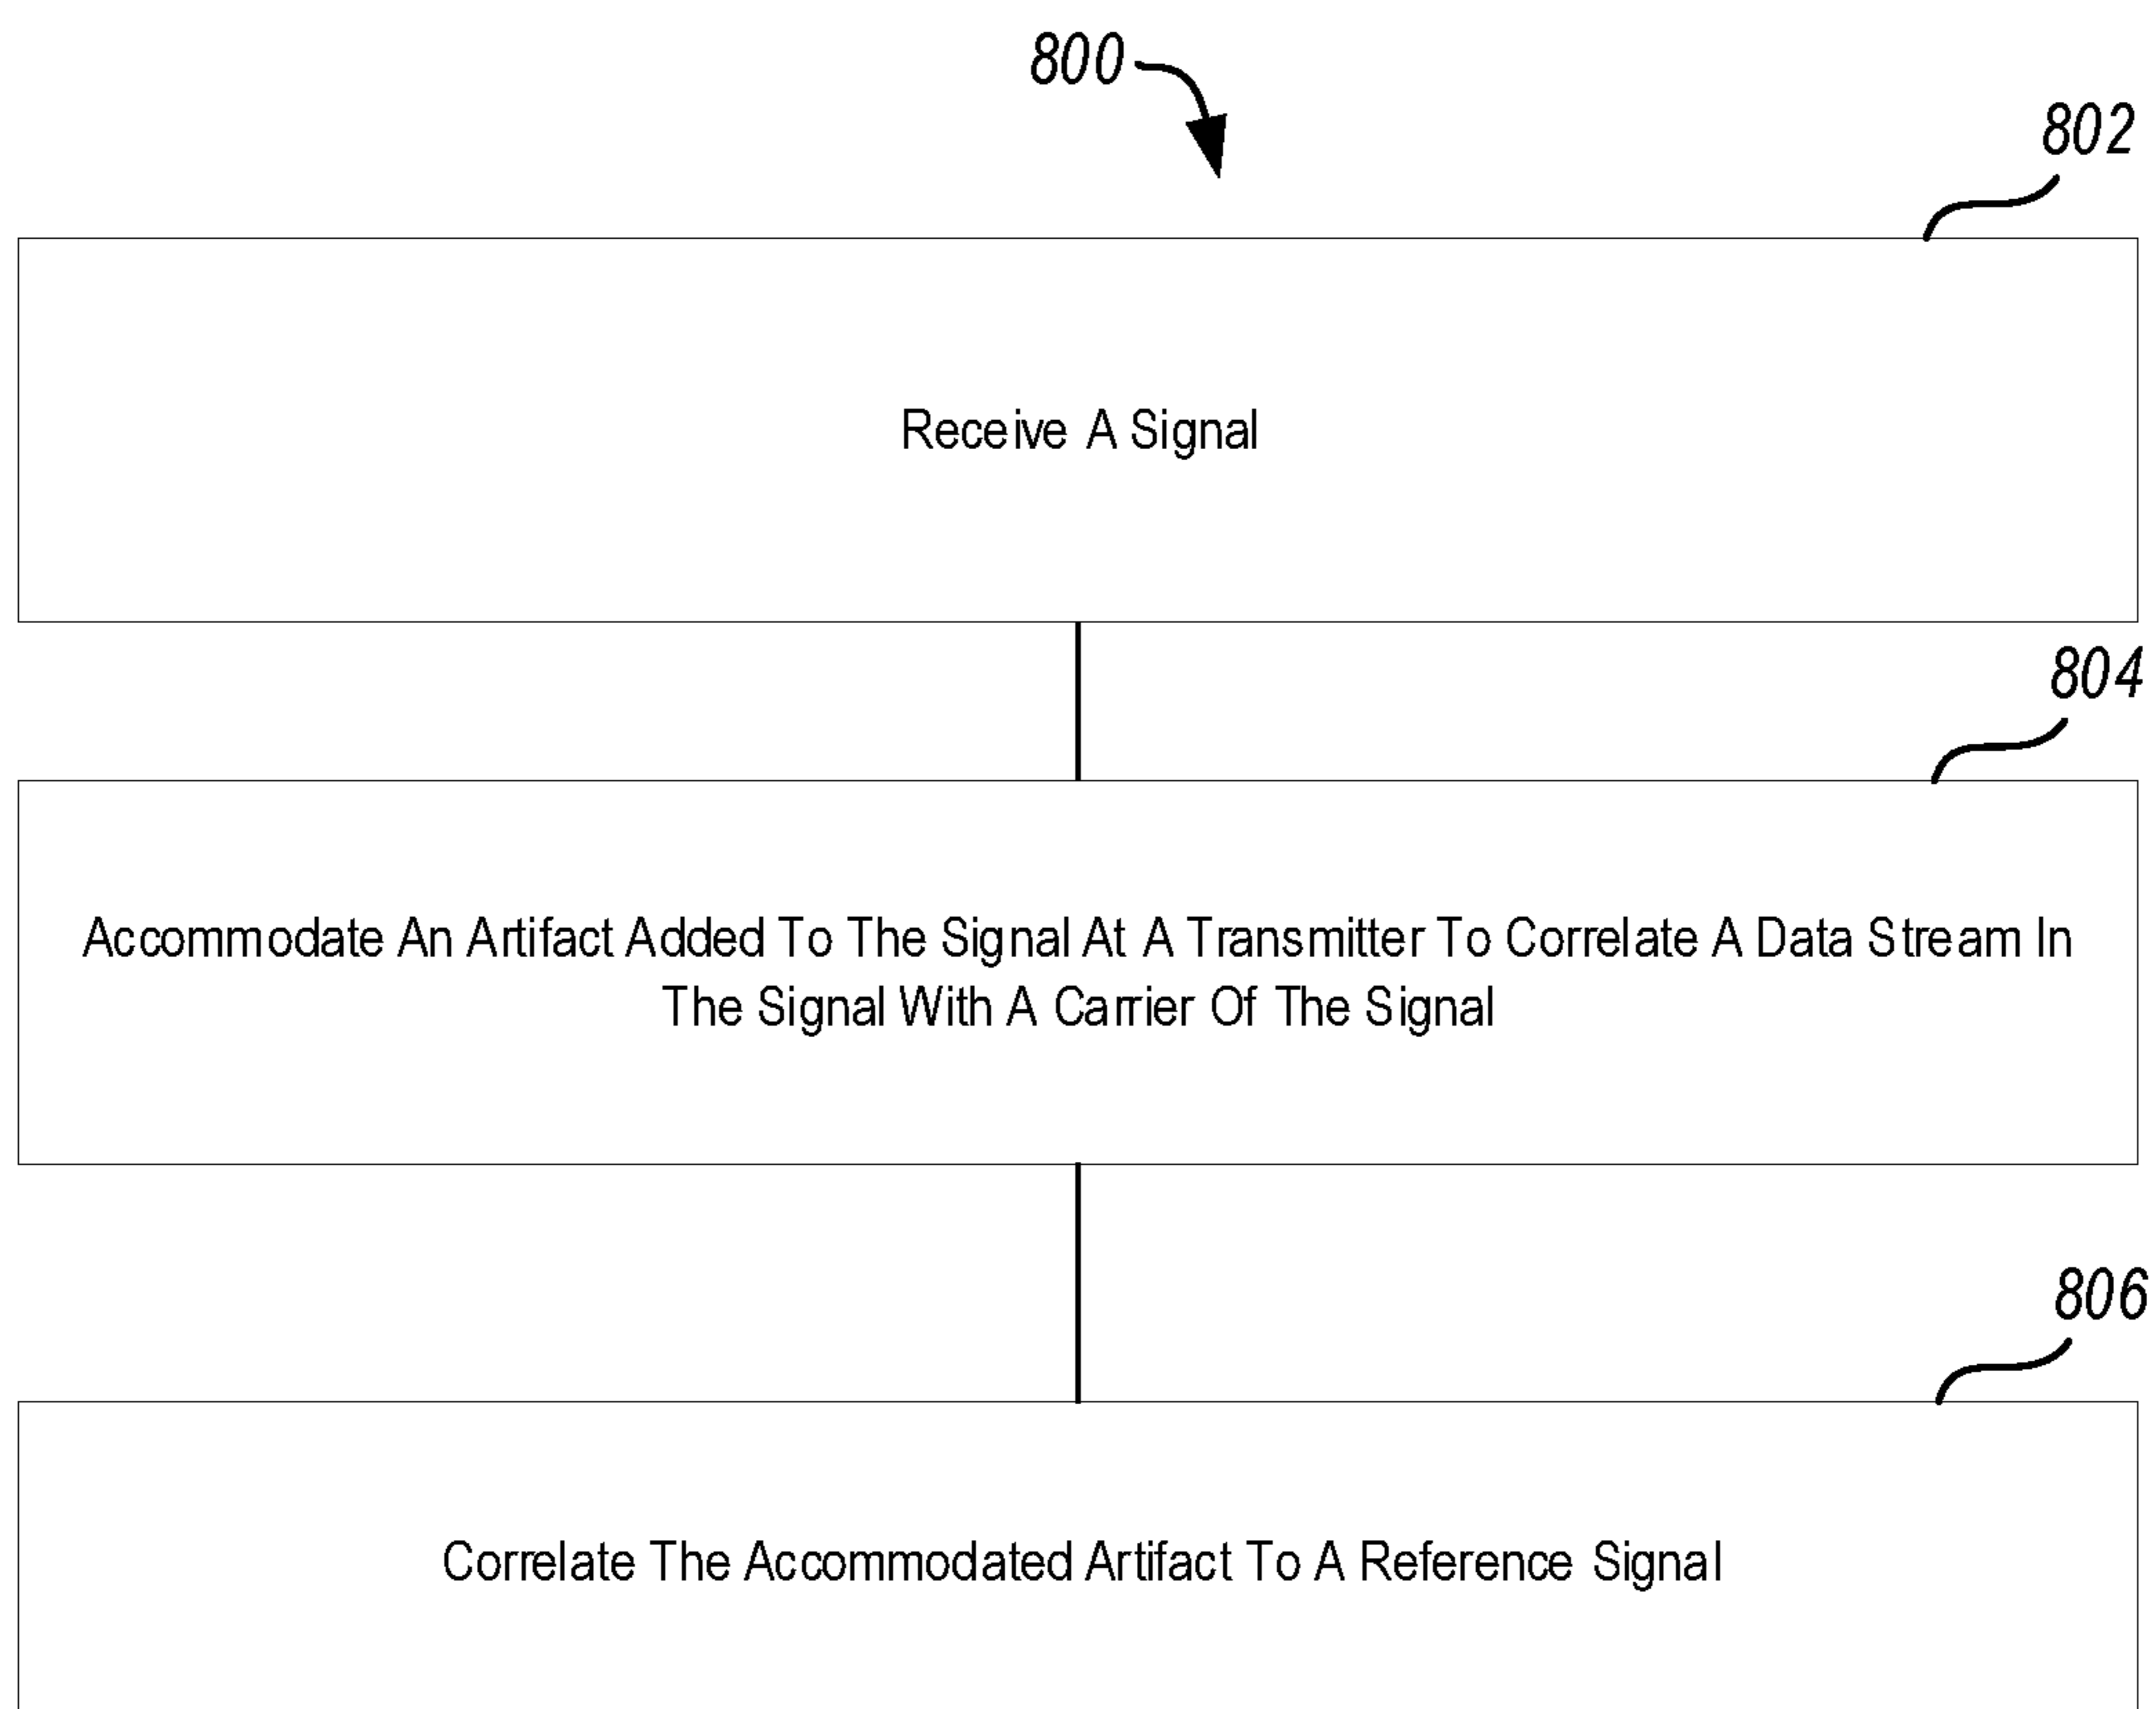 800
802
Receive A Signal
804
Accommodate An Artifact Added To The Signal At A Transmitter To Correlate A Data Stream In
The Signal With A Carrier Of The Signal
806
Correlate The Accommodated Artifact To A Reference Signal